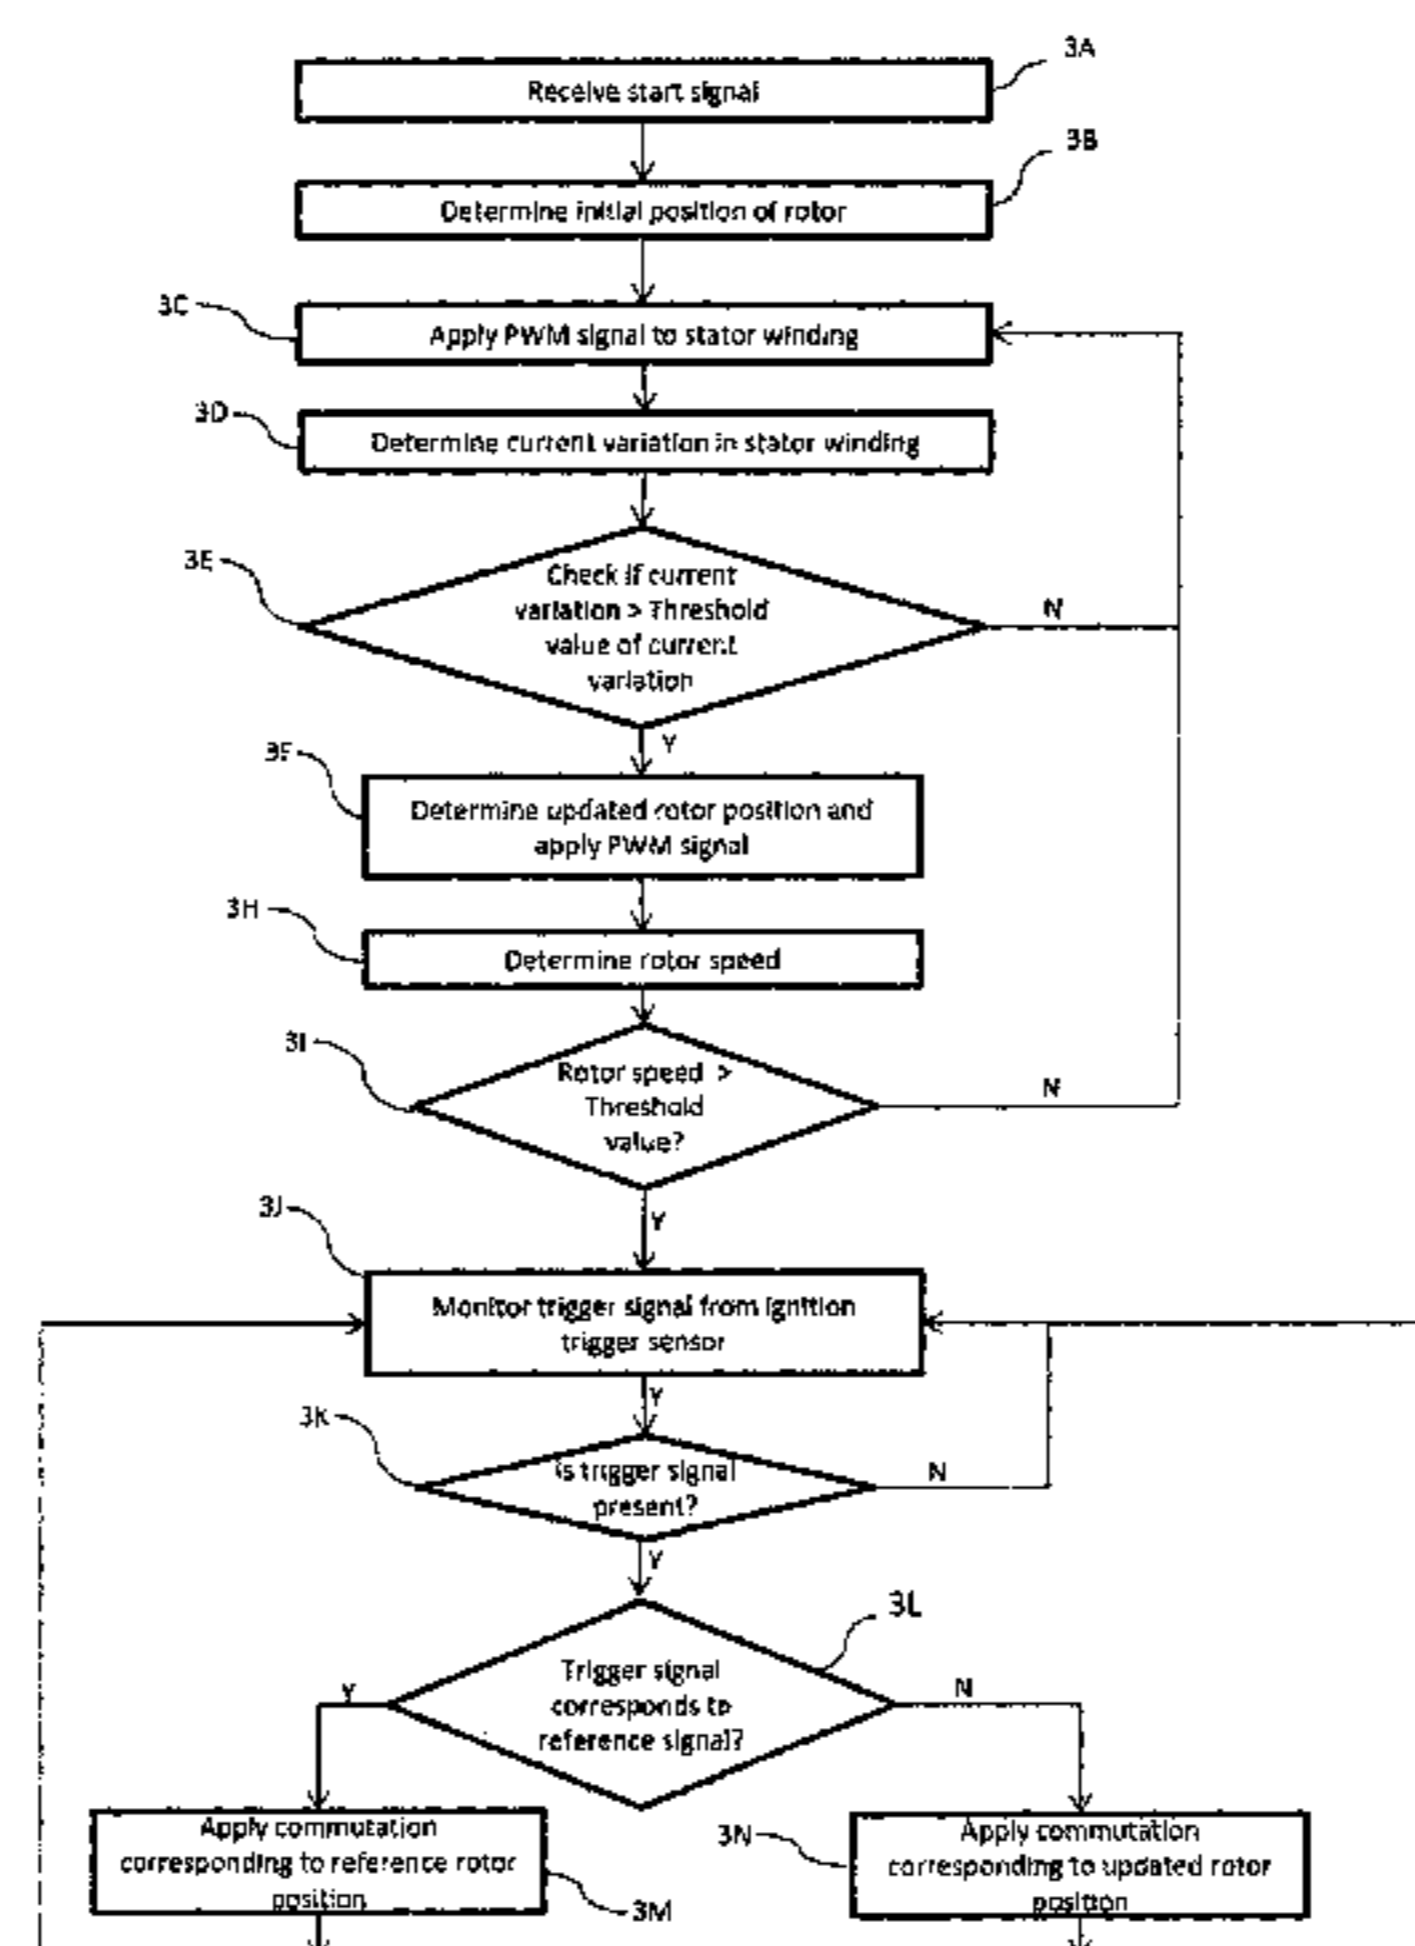 3A
Receive start signal
3B
Determine initial position of rotor
3C
Apply PWM signal to stator winding
3D
Determine current variation in stator winding
3E
Check if current
variation > Threshold
value of current
variation
N
Y
3F
Determine updated rotor position and
apply PWM signal
3H
Determine rotor speed
3I
Rotor speed >
Threshold
value?
N
Y
3J
Monitor trigger signal from ignition
trigger sensor
Y
3K
Is trigger signal
present?
N
Y
3L
Trigger signal
corresponds to
reference signal?
Y
N
Apply commutation
corresponding to reference rotor
position
3M
3N
Apply commutation
corresponding to updated rotor
position